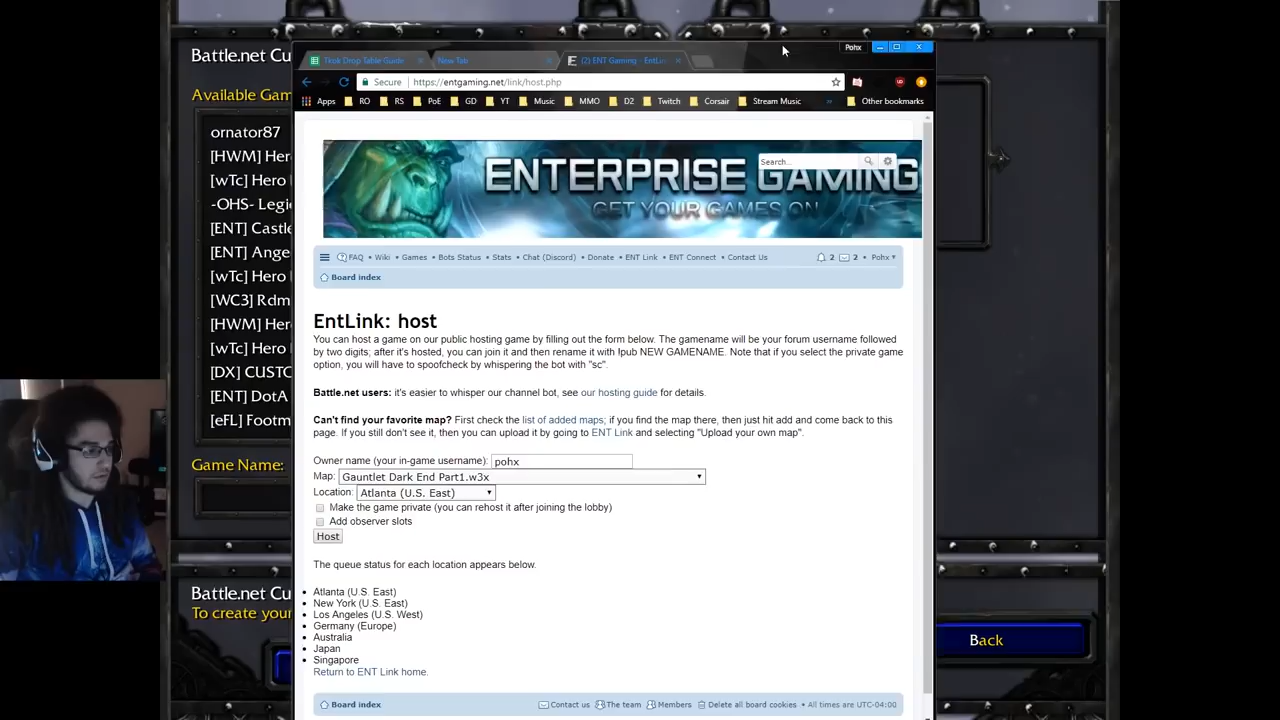 Battle.net Cu
Available Gam
ornator87
[HWM] Her
[wTc] Hero
-OHS- Legi
[ENT] Castle
[ENT] Ange
[wTc] Hero
[WC3] Rdm
[HWM] Her
[wTc] Hero
[DX] CUSTC
[ENT] DotA
[eFL] Footm
Game Name:
Battle.net Cu
To create your
Pohx
Tkok Drop Table Guide
New Tab
(2) ENT Gaming - EntLin
Secure
https://entgaming.net/link/host.php
Apps RO RS PoE GD YT Music MMO D2 Twitch Corsair Stream Music » Other bookmarks
ENTERPRISE GAMING
GET YOUR GAMES ON
Search...
FAQ • Wiki • Games • Bots Status • Stats • Chat (Discord) • Donate • ENT Link • ENT Connect • Contact Us
2 2 • Pohx
Board index
EntLink: host
You can host a game on our public hosting game by filling out the form below. The gamename will be your forum username followed
by two digits; after it's hosted, you can join it and then rename it with !pub NEW GAMENAME. Note that if you select the private game
option, you will have to spoofcheck by whispering the bot with "sc".
Battle.net users: it's easier to whisper our channel bot, see our hosting guide for details.
Can't find your favorite map? First check the list of added maps; if you find the map there, then just hit add and come back to this
page. If you still don't see it, then you can upload it by going to ENT Link and selecting "Upload your own map".
Owner name (your in-game username): pohx
Map: Gauntlet Dark End Part1.w3x
Location: Atlanta (U.S. East)
Make the game private (you can rehost it after joining the lobby)
Add observer slots
Host
The queue status for each location appears below.
• Atlanta (U.S. East)
• New York (U.S. East)
• Los Angeles (U.S. West)
• Germany (Europe)
• Australia
• Japan
• Singapore
Return to ENT Link home.
Board index
Contact us The team Members Delete all board cookies • All times are UTC-04:00
Back